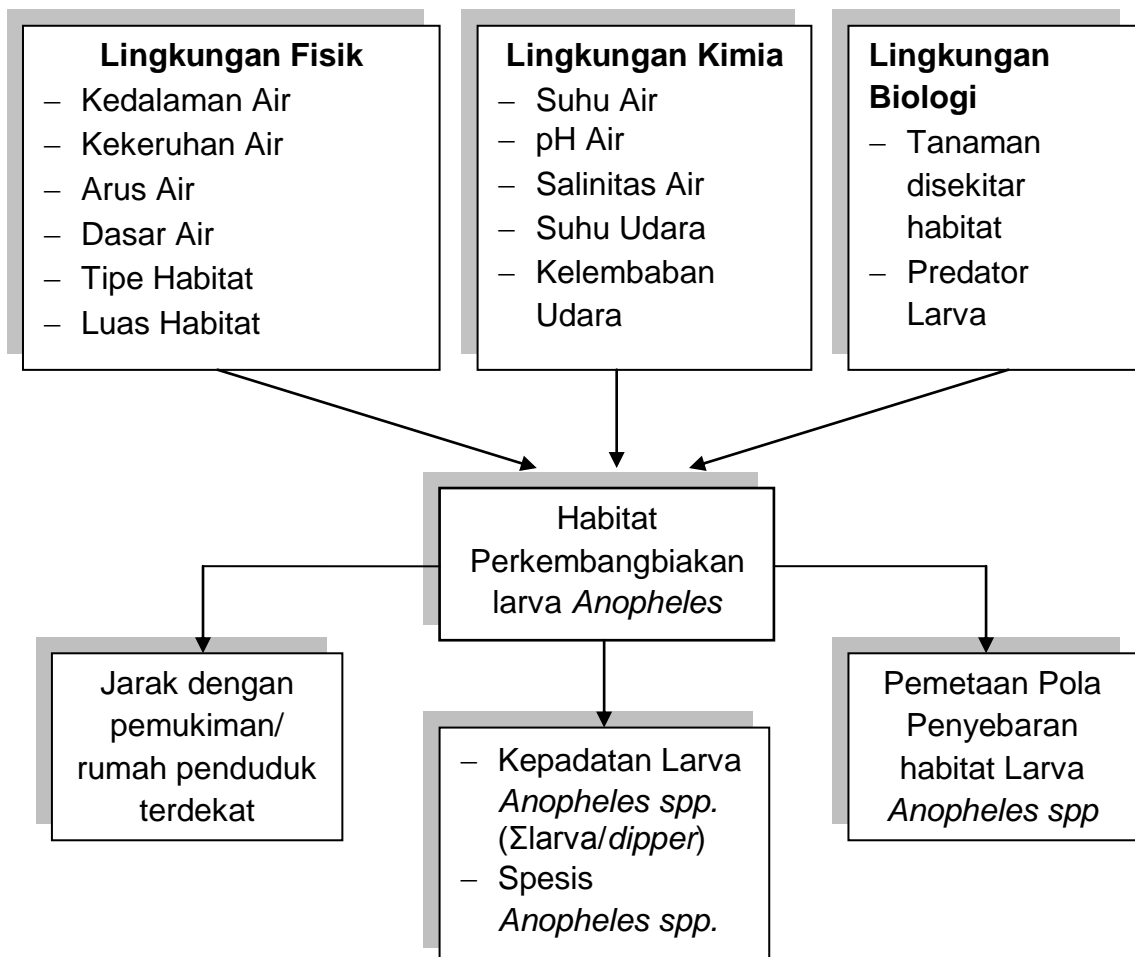 Lingkungan Fisik
– Kedalaman Air
– Kekeruhan Air
– Arus Air
– Dasar Air
– Tipe Habitat
– Luas Habitat
Lingkungan Kimia
– Suhu Air
– pH Air
– Salinitas Air
– Suhu Udara
– Kelembaban
Udara
Lingkungan
Biologi
– Tanaman
disekitar
habitat
– Predator
Larva
Habitat
Perkembangbiakan
larva Anopheles
Jarak dengan
pemukiman/
rumah penduduk
terdekat
– Kepadatan Larva
Anopheles spp.
(Σlarva/dipper)
– Spesis
Anopheles spp.
Pemetaan Pola
Penyebaran
habitat Larva
Anopheles spp